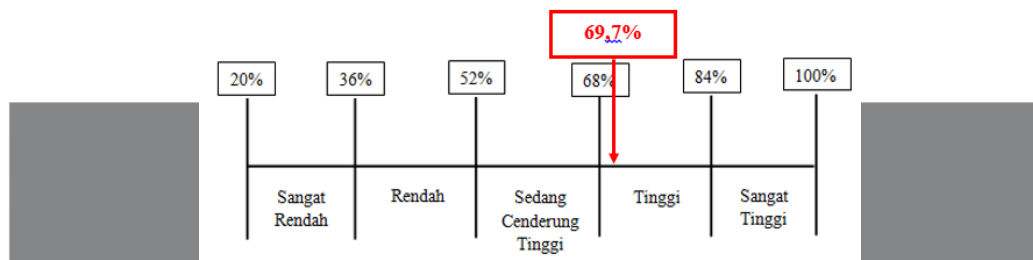 69,7%
20%
36%
52%
68%
84%
100%
Sangat
Rendah
Rendah
Sedang
Cenderung
Tinggi
Tinggi
Sangat
Tinggi